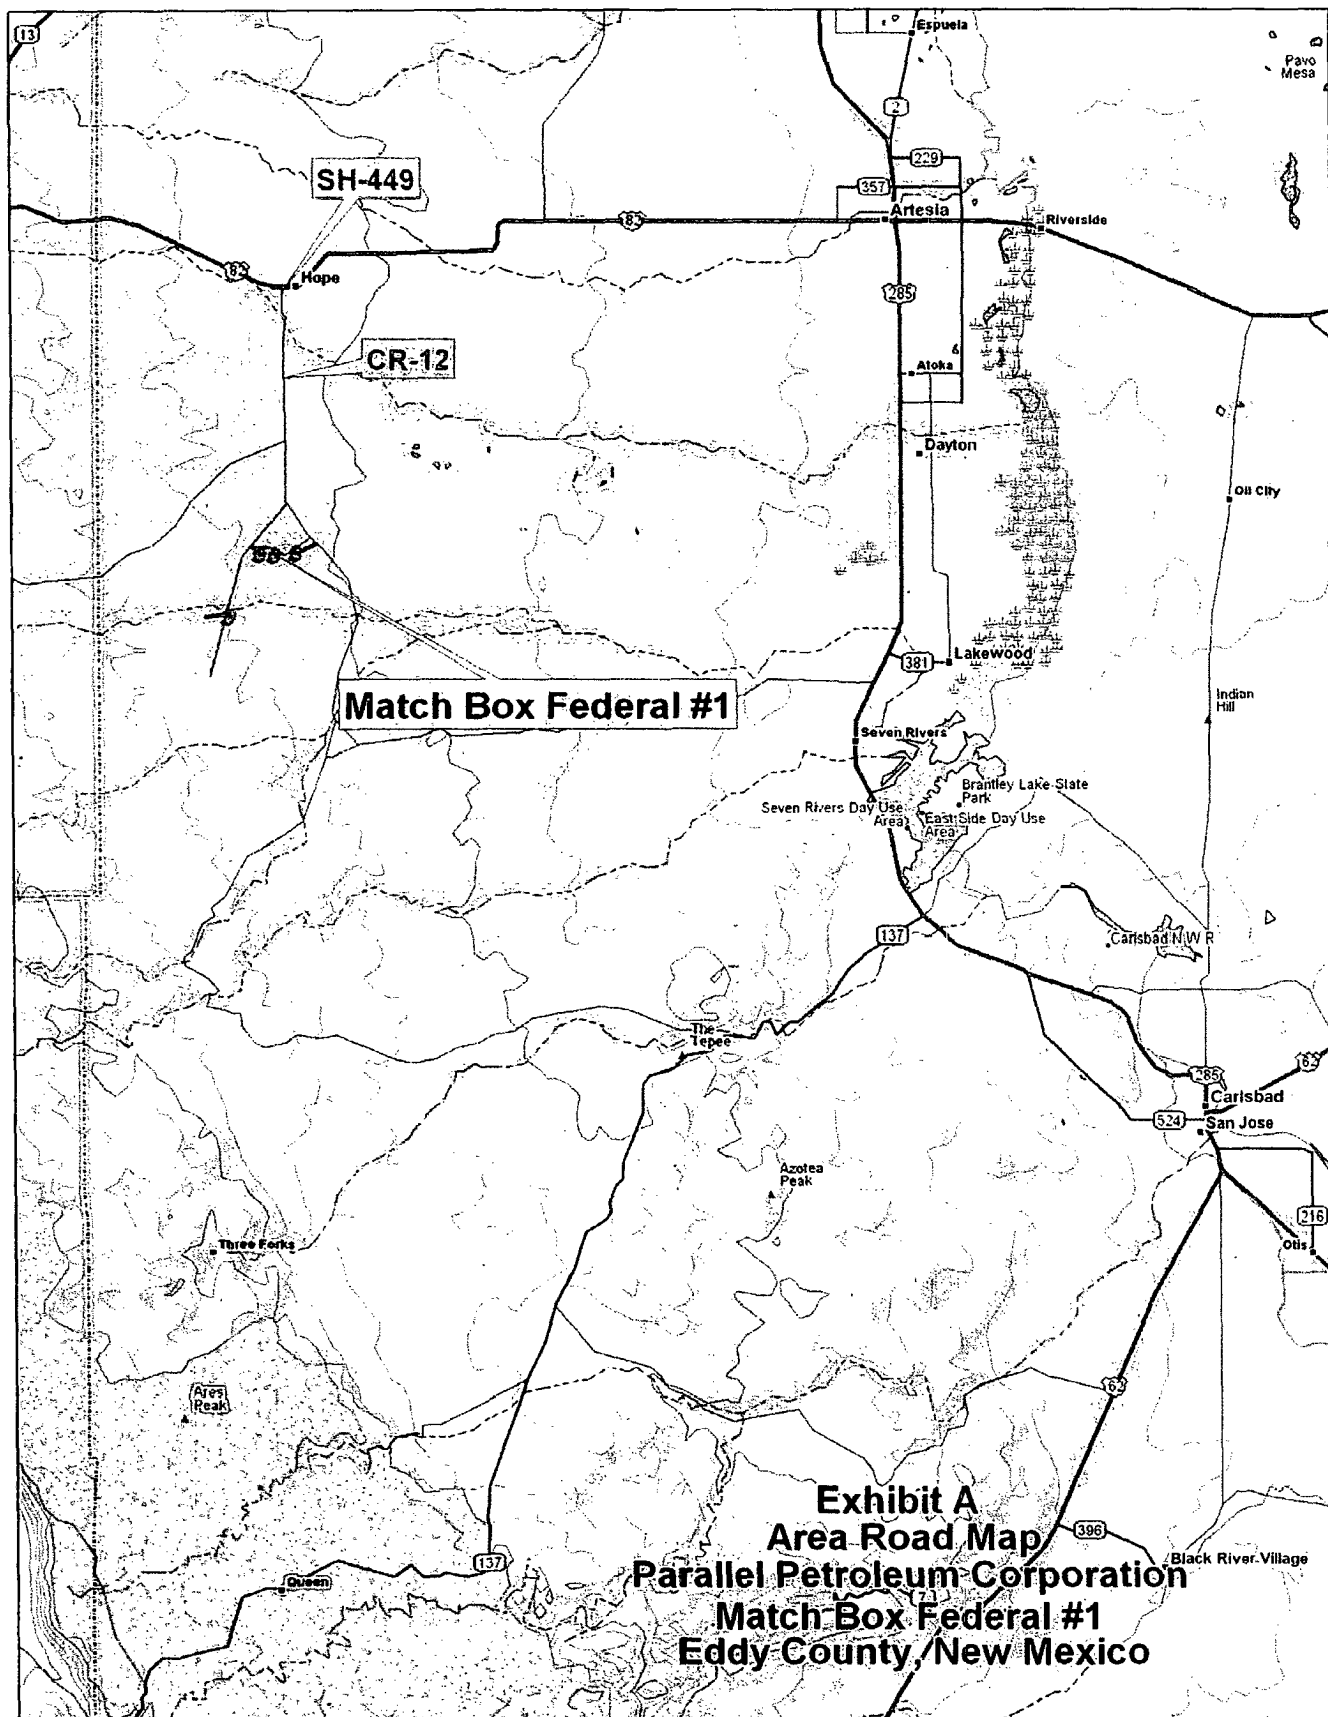 13
Espuela
Pavo
Mesa
2
229
357
SH-449
Artesia
82
Riverside
82
Hope
285
CR-12
Atoka
Dayton
Oil City
381
Lakewood
Match Box Federal #1
Indian
Hill
Seven Rivers
Brantley Lake State
Park
Seven Rivers Day Use
Area
East Side Day Use
Area
137
Carlsbad N W R
The
Tepee
62
285
Carlsbad
524
San Jose
Azotea
Peak
216
Otis
Three Forks
62
Ares
Peak
Exhibit A
Area Road Map
396
Parallel Petroleum Corporation
Black River Village
137
Queen
Match Box Federal #1
Eddy County, New Mexico